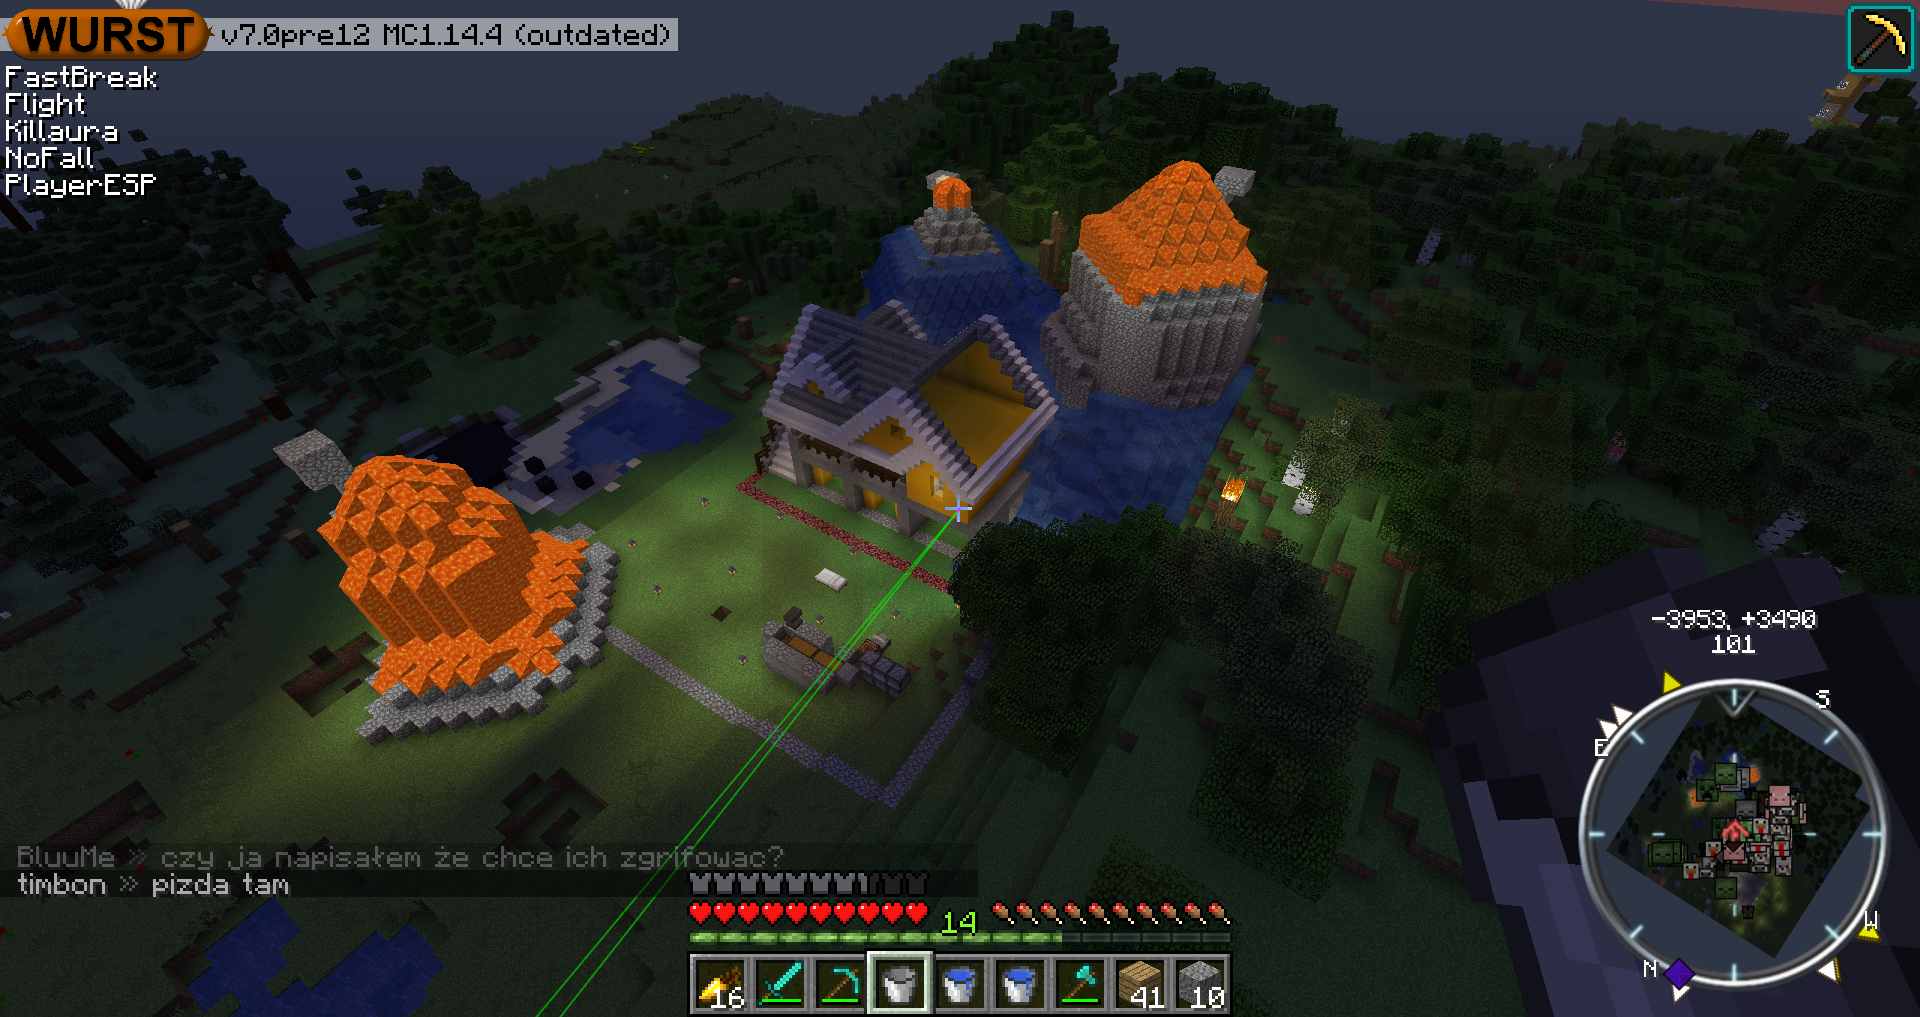 WURST v7.0pre12 MC1.14.4 (outdated)
FastBreak
Flight
Killaura
NoFall
PlayerESP
-3953, +3490
101
S
E
W
N
BluuMe » czy ja napisałem że chce ich zgrifować?
timbon » pizda tam
14
16
41
10